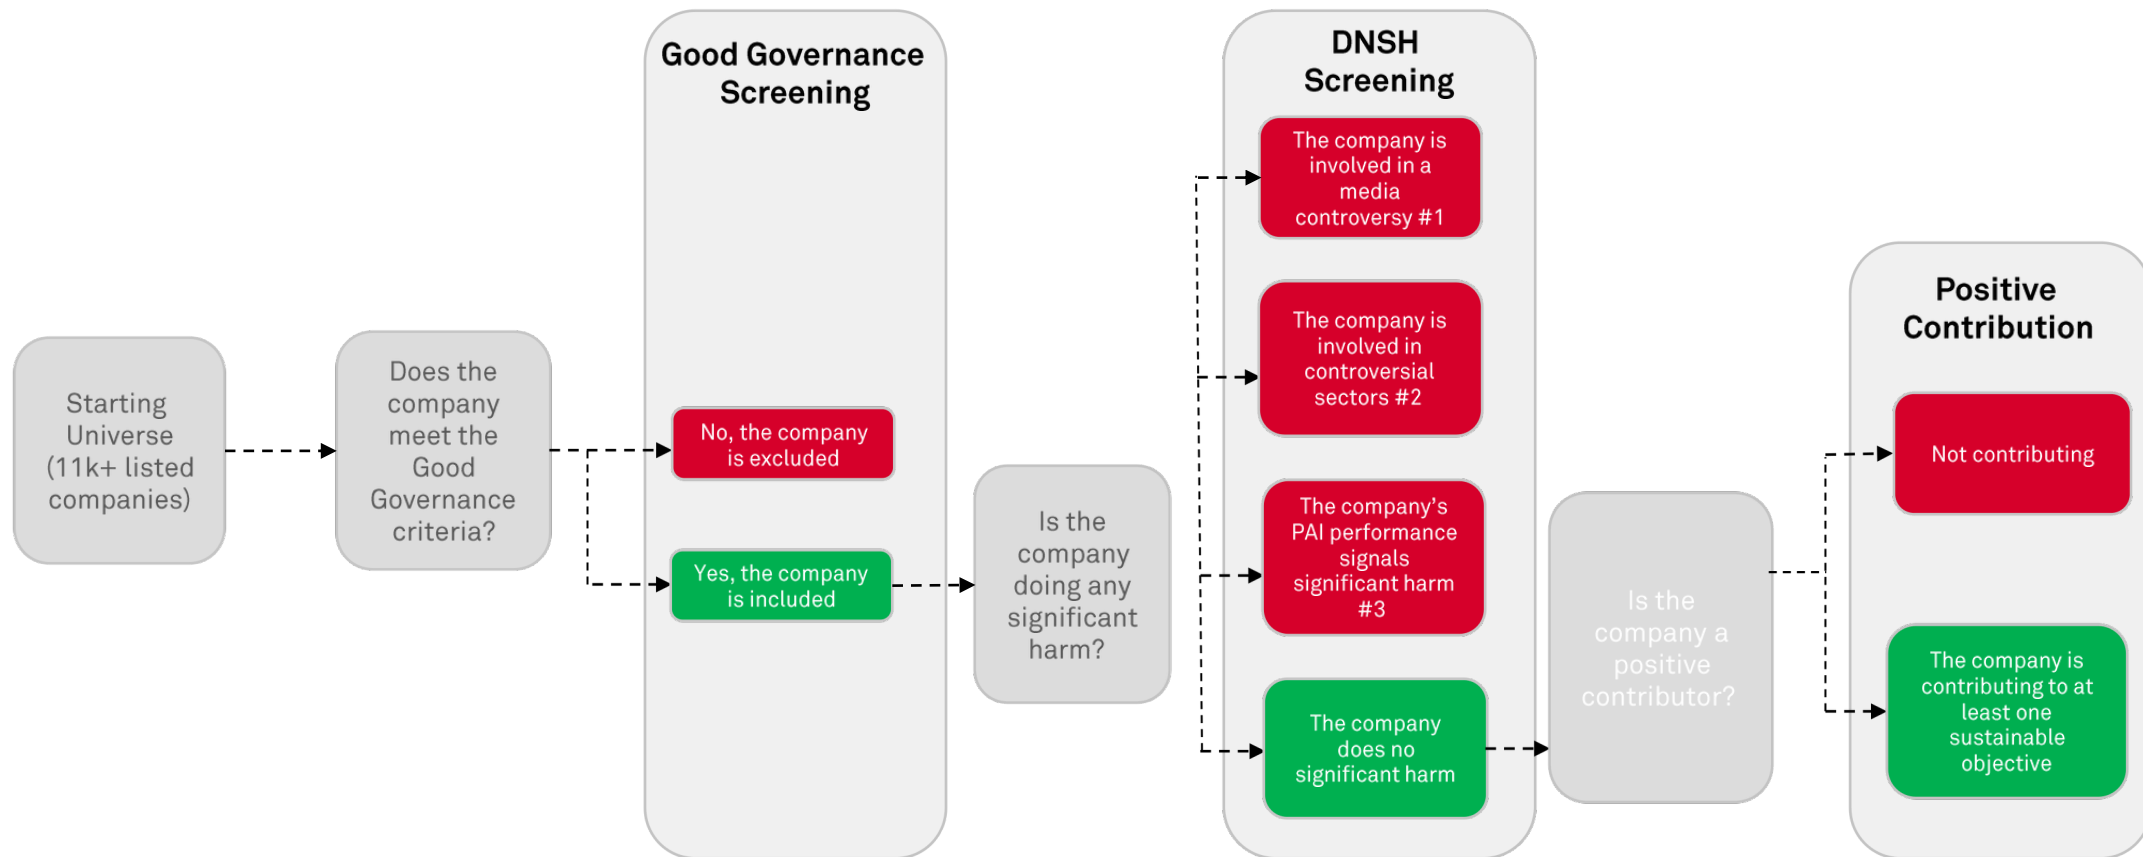 Starting
Universe
(11k+ listed
companies)
Does the
company
meet the
Good
Governance
criteria?
Good Governance
Screening
No, the company
is excluded
Yes, the company
is included
Is the
company
doing any
significant
harm?
DNSH
Screening
The company is
involved in a
media
controversy #1
The company is
involved in
controversial
sectors #2
The company’s
PAI performance
signals
significant harm
#3
The company
does no
significant harm
Is the
company a
positive
contributor?
Positive
Contribution
Not contributing
The company is
contributing to at
least one
sustainable
objective